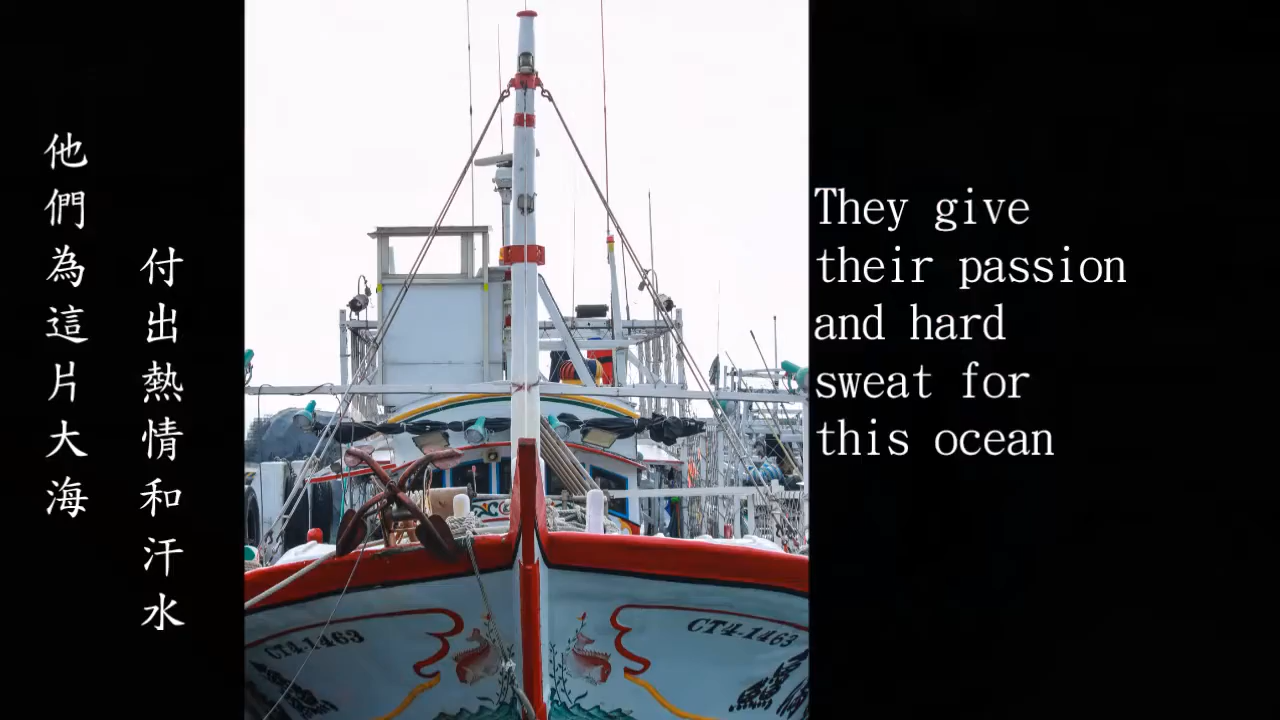 他們為這片大海
付出熱情和汗水
They give
their passion
and hard
sweat for
this ocean
CT4-1463
CT4-1463